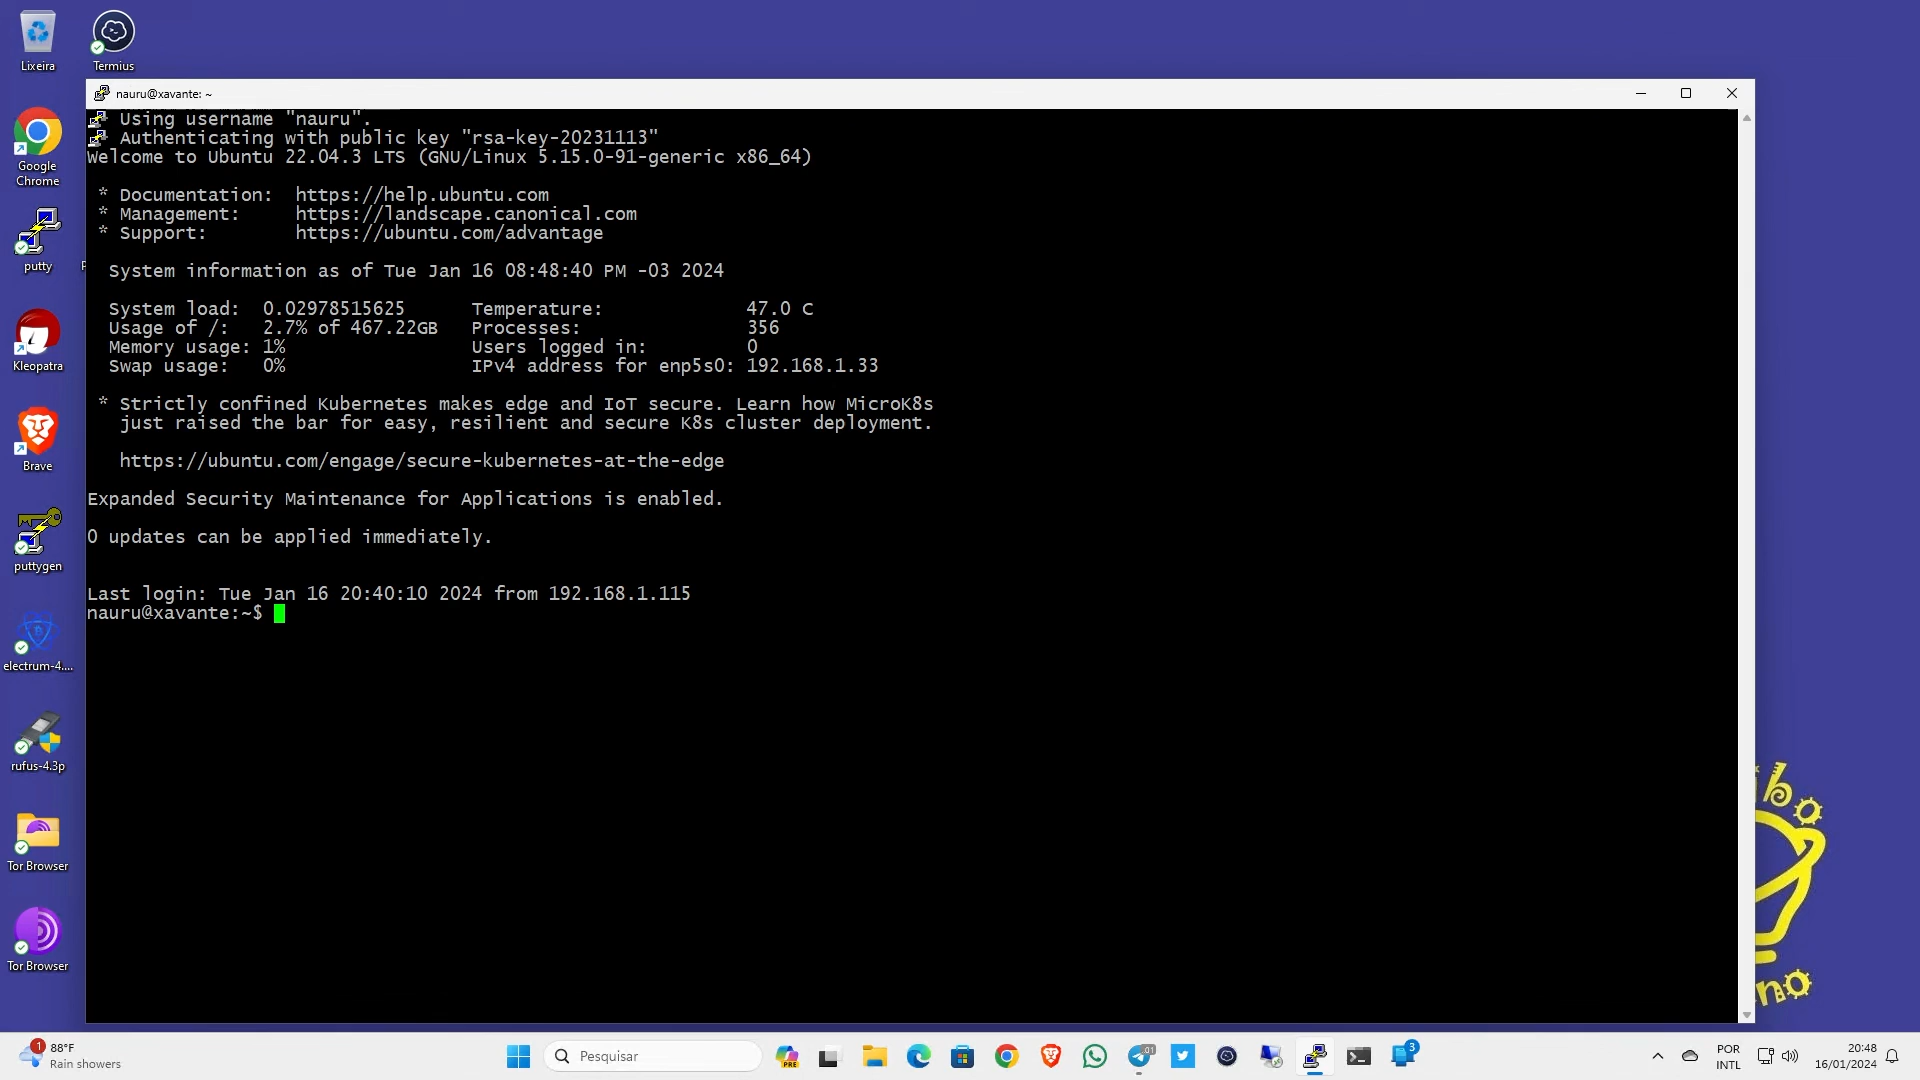 Lixeira
Termius
Google
Chrome
putty
Kleopatra
Brave
puttygen
electrum-4....
rufus-4.3p
Tor Browser
Tor Browser
nauru@xavante: ~
Using username "nauru".
Authenticating with public key "rsa-key-20231113"
Welcome to Ubuntu 22.04.3 LTS (GNU/Linux 5.15.0-91-generic x86_64)
* Documentation:  https://help.ubuntu.com
* Management:     https://landscape.canonical.com
* Support:        https://ubuntu.com/advantage
System information as of Tue Jan 16 08:48:40 PM -03 2024
System load:  0.02978515625      Temperature:             47.0 C
Usage of /:   2.7% of 467.22GB   Processes:               356
Memory usage: 1%                 Users logged in:         0
Swap usage:   0%                 IPv4 address for enp5s0: 192.168.1.33
* Strictly confined Kubernetes makes edge and IoT secure. Learn how MicroK8s
just raised the bar for easy, resilient and secure K8s cluster deployment.
https://ubuntu.com/engage/secure-kubernetes-at-the-edge
Expanded Security Maintenance for Applications is enabled.
0 updates can be applied immediately.
Last login: Tue Jan 16 20:40:10 2024 from 192.168.1.115
nauru@xavante:~$
1
88°F
Rain showers
Pesquisar
PRE
3
POR
INTL
20:48
16/01/2024